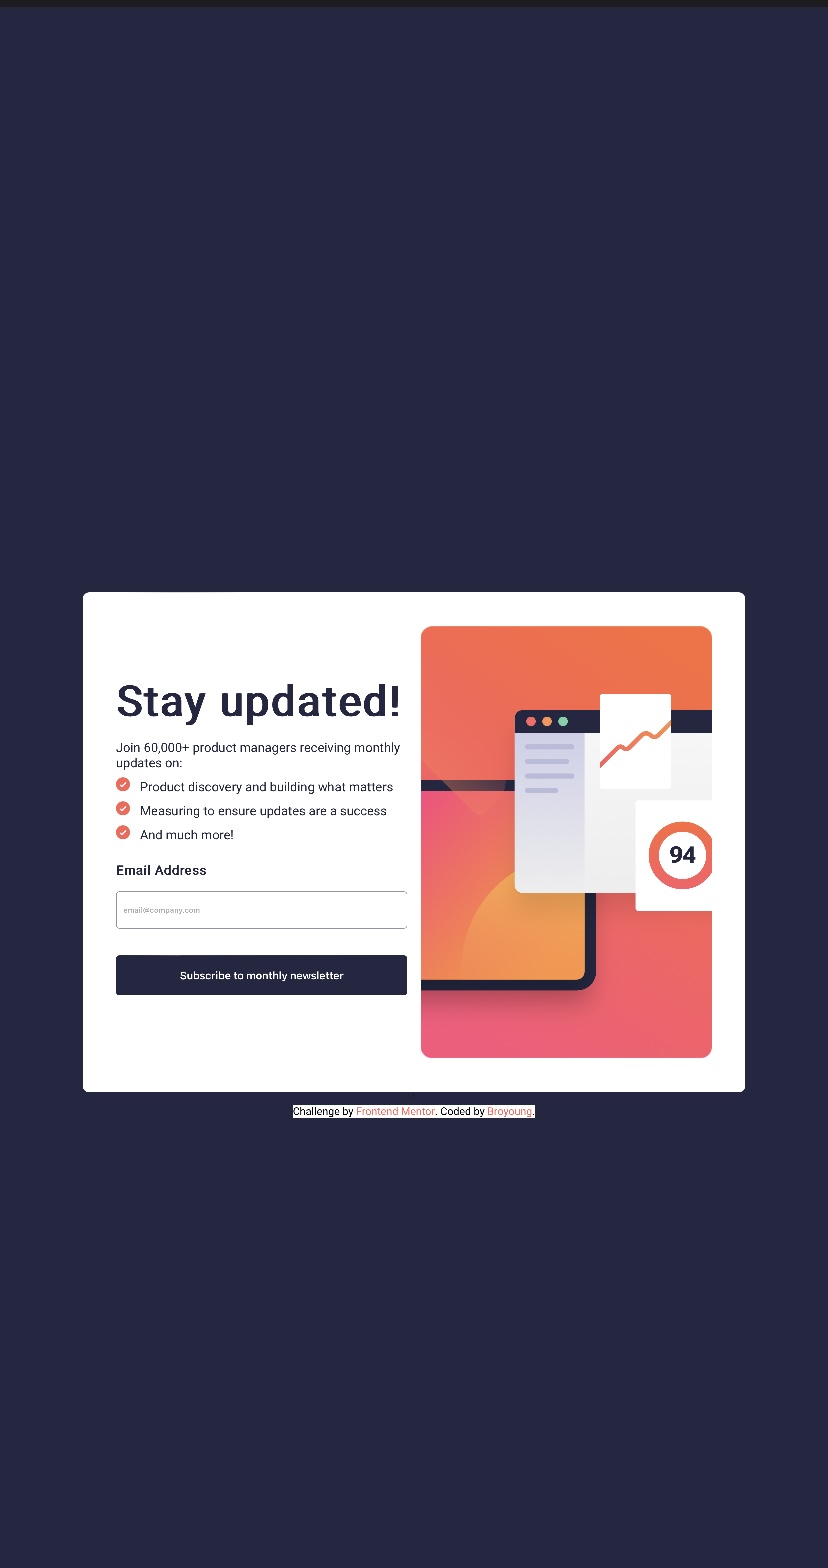 Stay updated!
Join 60,000+ product managers receiving monthly
updates on:
Product discovery and building what matters
Measuring to ensure updates are a success
And much more!
Email Address
email@company.com
Subscribe to monthly newsletter
94
Challenge by Frontend Mentor. Coded by Broyoung.